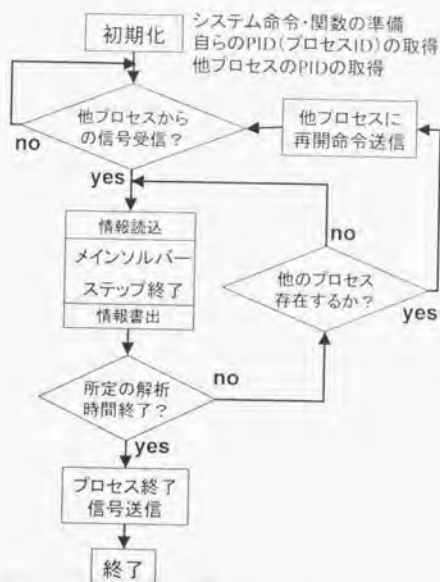 初期化
システム命令・関数の準備
自らのPID(プロセスID)の取得
他プロセスのPIDの取得
他プロセスから
の信号受信?
no
yes
他プロセスに
再開命令送信
情報読込
メインソルバー
ステップ終了
情報書出
no
他のプロセス
存在するか?
yes
所定の解析
時間終了?
no
yes
プロセス終了
信号送信
終了